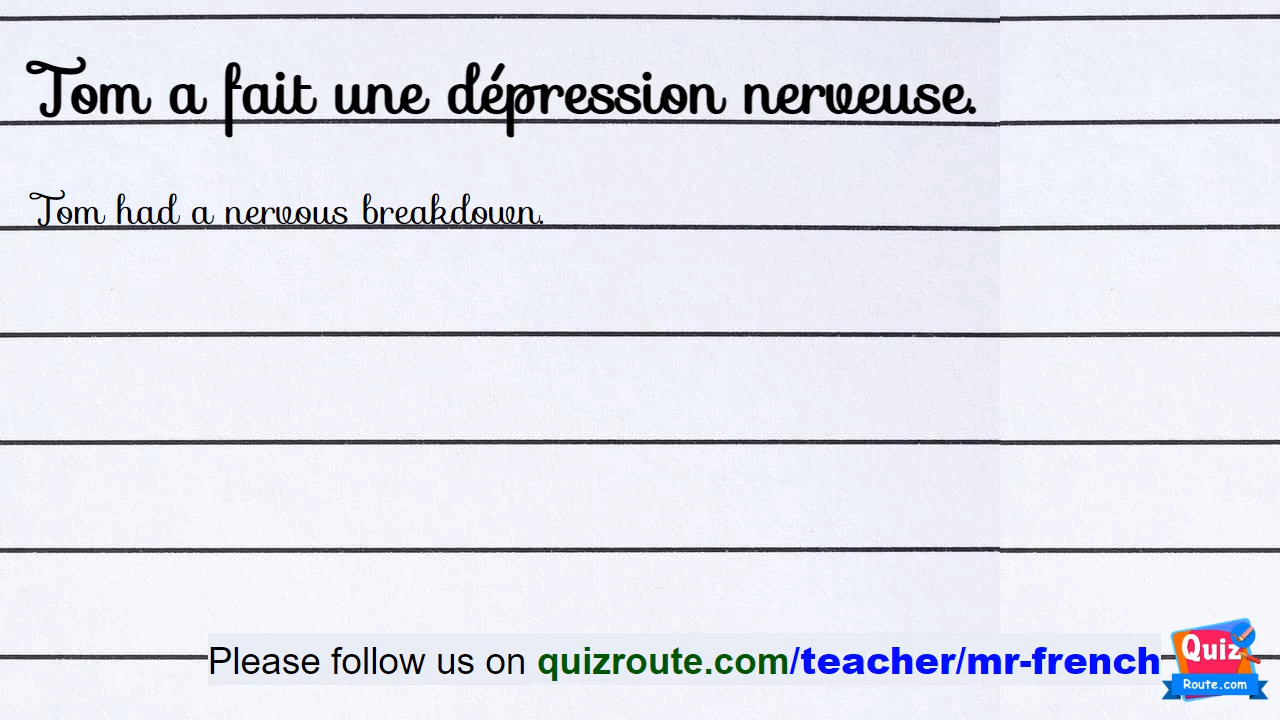 Tom a fait une dépression nerveuse.
Tom had a nervous breakdown.
Please follow us on quizroute.com/teacher/mr-french
Quiz
Route.com